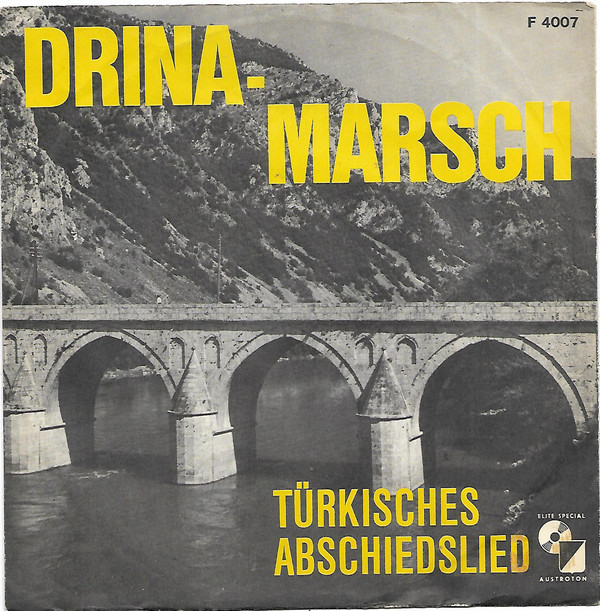 F 4007
DRINA-
MARSCH
TÜRKISCHES
ABSCHIEDSLIED
ELITE SPECIAL
AUSTROTON